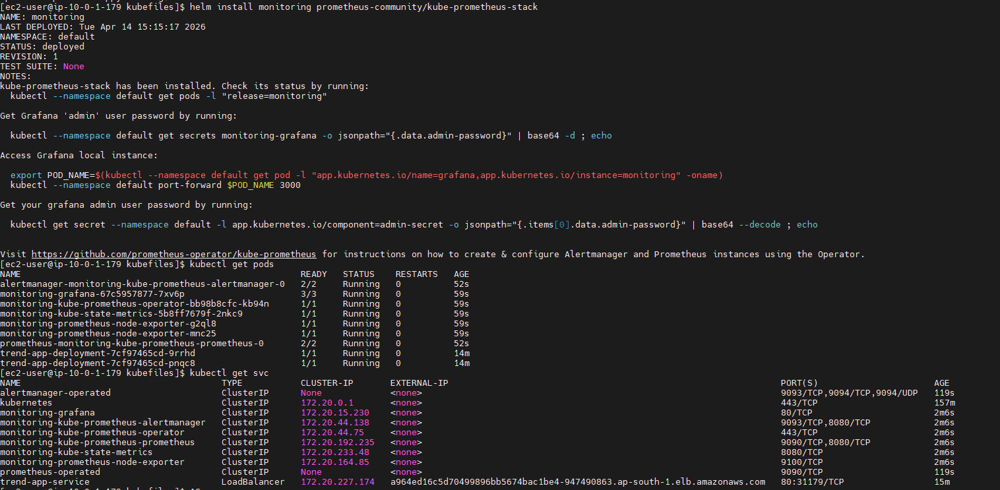 [ec2-user@ip-10-0-1-179 kubefiles]$ helm install monitoring prometheus-community/kube-prometheus-stack
NAME: monitoring
LAST DEPLOYED: Tue Apr 14 15:15:17 2026
NAMESPACE: default
STATUS: deployed
REVISION: 1
TEST SUITE: None
NOTES:
kube-prometheus-stack has been installed. Check its status by running:
  kubectl --namespace default get pods -l "release=monitoring"

Get Grafana 'admin' user password by running:

  kubectl --namespace default get secrets monitoring-grafana -o jsonpath="{.data.admin-password}" | base64 -d ; echo

Access Grafana local instance:

  export POD_NAME=$(kubectl --namespace default get pod -l "app.kubernetes.io/name=grafana,app.kubernetes.io/instance=monitoring" -oname)
  kubectl --namespace default port-forward $POD_NAME 3000

Get your grafana admin user password by running:

  kubectl get secret --namespace default -l app.kubernetes.io/component=admin-secret -o jsonpath="{.items[0].data.admin-password}" | base64 --decode ; echo


Visit https://github.com/prometheus-operator/kube-prometheus for instructions on how to create & configure Alertmanager and Prometheus instances using the Operator.
[ec2-user@ip-10-0-1-179 kubefiles]$ kubectl get pods
NAME READY STATUS RESTARTS AGE
alertmanager-monitoring-kube-prometheus-alertmanager-0 2/2 Running 0 52s
monitoring-grafana-67c5957877-7xv6p 3/3 Running 0 59s
monitoring-kube-prometheus-operator-bb98b8cfc-kb94n 1/1 Running 0 59s
monitoring-kube-state-metrics-5b8ff7679f-2nkc9 1/1 Running 0 59s
monitoring-prometheus-node-exporter-g2ql8 1/1 Running 0 59s
monitoring-prometheus-node-exporter-mnc25 1/1 Running 0 59s
prometheus-monitoring-kube-prometheus-prometheus-0 2/2 Running 0 52s
trend-app-deployment-7cf97465cd-9rrhd 1/1 Running 0 14m
trend-app-deployment-7cf97465cd-pnqc8 1/1 Running 0 14m
[ec2-user@ip-10-0-1-179 kubefiles]$ kubectl get svc
NAME TYPE CLUSTER-IP EXTERNAL-IP PORT(S) AGE
alertmanager-operated ClusterIP None <none> 9093/TCP,9094/TCP,9094/UDP 119s
kubernetes ClusterIP 172.20.0.1 <none> 443/TCP 157m
monitoring-grafana ClusterIP 172.20.15.230 <none> 80/TCP 2m6s
monitoring-kube-prometheus-alertmanager ClusterIP 172.20.44.138 <none> 9093/TCP,8080/TCP 2m6s
monitoring-kube-prometheus-operator ClusterIP 172.20.44.75 <none> 443/TCP 2m6s
monitoring-kube-prometheus-prometheus ClusterIP 172.20.192.235 <none> 9090/TCP,8080/TCP 2m6s
monitoring-kube-state-metrics ClusterIP 172.20.233.48 <none> 8080/TCP 2m6s
monitoring-prometheus-node-exporter ClusterIP 172.20.164.85 <none> 9100/TCP 2m6s
prometheus-operated ClusterIP None <none> 9090/TCP 119s
trend-app-service LoadBalancer 172.20.227.174 a964ed16c5d70499896bb5674bac1be4-947490863.ap-south-1.elb.amazonaws.com 80:31179/TCP 15m